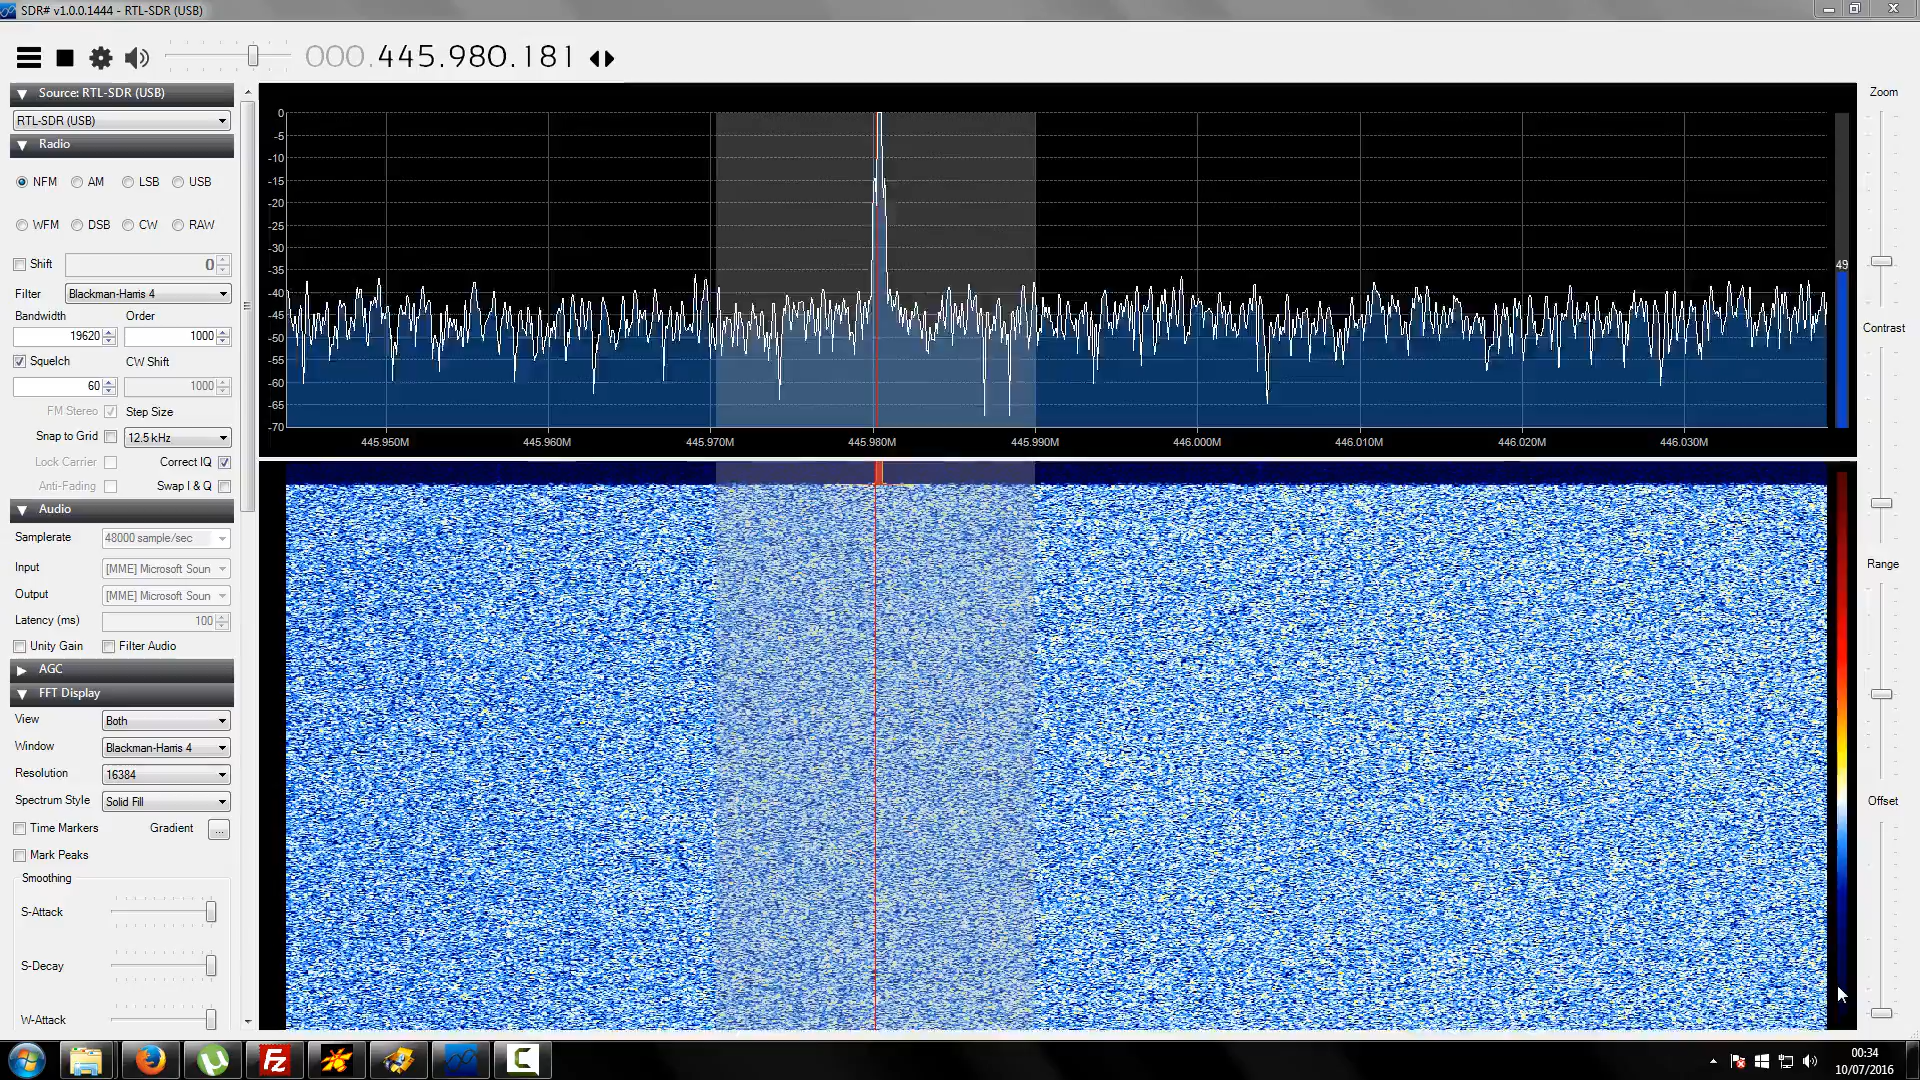 SDR# v1.0.0.1444 - RTL-SDR (USB)
000.445.980.181
Source: RTL-SDR (USB)
RTL-SDR (USB)
Radio
NFM AM LSB USB
WFM DSB CW RAW
Shift 0
Filter Blackman-Harris 4
Bandwidth Order
19620 1000
Squelch CW Shift
60 1000
FM Stereo Step Size
Snap to Grid 12.5 kHz
Lock Carrier Correct IQ
Anti-Fading Swap I & Q
Audio
Samplerate 48000 sample/sec
Input [MME] Microsoft Soun
Output [MME] Microsoft Soun
Latency (ms) 100
Unity Gain Filter Audio
AGC
FFT Display
View Both
Window Blackman-Harris 4
Resolution 16384
Spectrum Style Solid Fill
Time Markers Gradient ...
Mark Peaks
Smoothing
S-Attack
S-Decay
W-Attack
0
-5
-10
-15
-20
-25
-30
-35
-40
-45
-50
-55
-60
-65
-70
445.950M 445.960M 445.970M 445.980M 445.990M 446.000M 446.010M 446.020M 446.030M
49
Zoom
Contrast
Range
Offset
00:34
10/07/2016